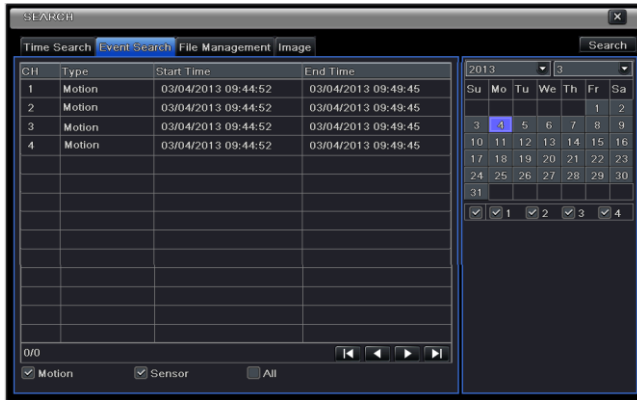 SEARCH
Time Search Event Search File Management Image Search
CH Type Start Time End Time
1 Motion 03/04/2013 09:44:52 03/04/2013 09:49:45
2 Motion 03/04/2013 09:44:52 03/04/2013 09:49:45
3 Motion 03/04/2013 09:44:52 03/04/2013 09:49:45
4 Motion 03/04/2013 09:44:52 03/04/2013 09:49:45
0/0
Motion Sensor All
2013 3
Su Mo Tu We Th Fr Sa
1 2
3 4 5 6 7 8 9
10 11 12 13 14 15 16
17 18 19 20 21 22 23
24 25 26 27 28 29 30
31
1 2 3 4